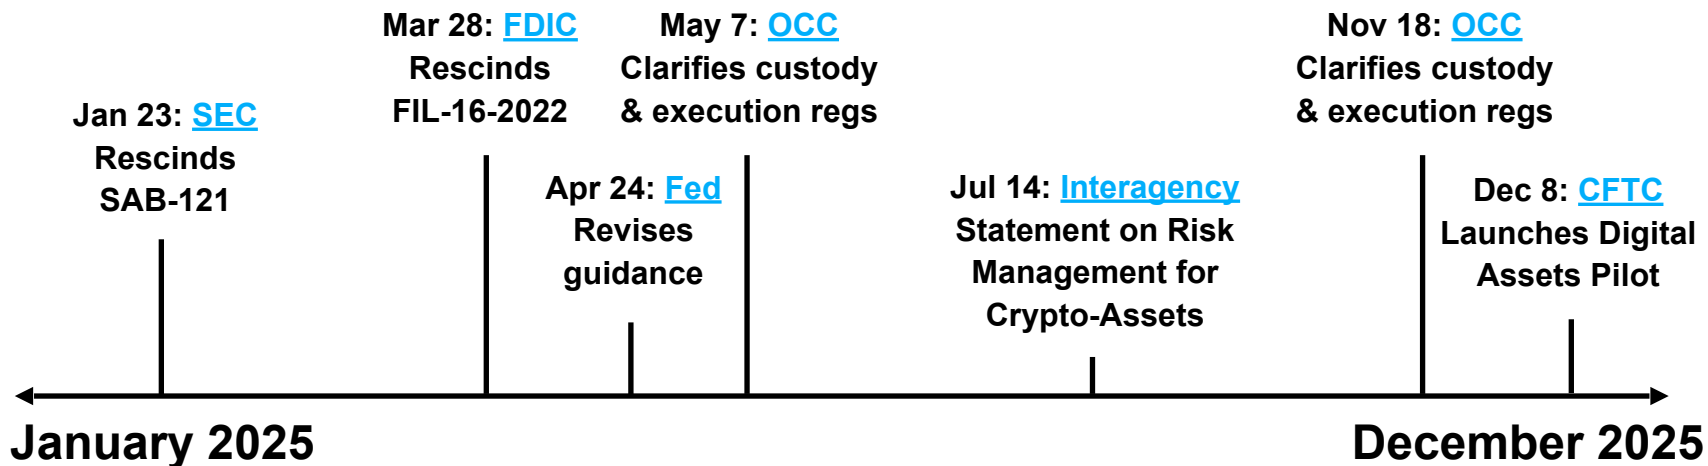 Jan 23: SEC
Rescinds
SAB-121
Mar 28: FDIC
Rescinds
FIL-16-2022
Apr 24: Fed
Revises
guidance
May 7: OCC
Clarifies custody
& execution regs
Jul 14: Interagency
Statement on Risk
Management for
Crypto-Assets
Nov 18: OCC
Clarifies custody
& execution regs
Dec 8: CFTC
Launches Digital
Assets Pilot
January 2025
December 2025